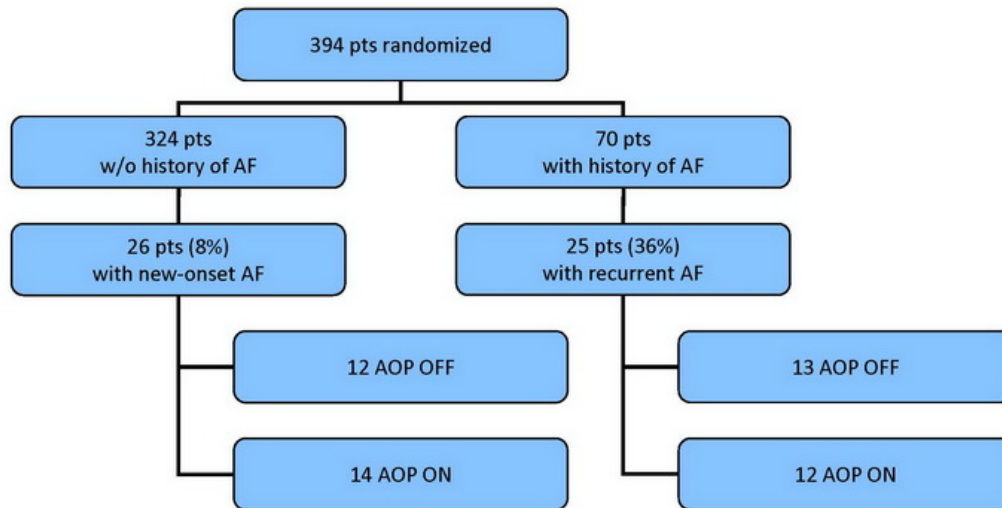 394 pts randomized
324 pts
w/o history of AF
70 pts
with history of AF
26 pts (8%)
with new-onset AF
25 pts (36%)
with recurrent AF
12 AOP OFF
13 AOP OFF
14 AOP ON
12 AOP ON